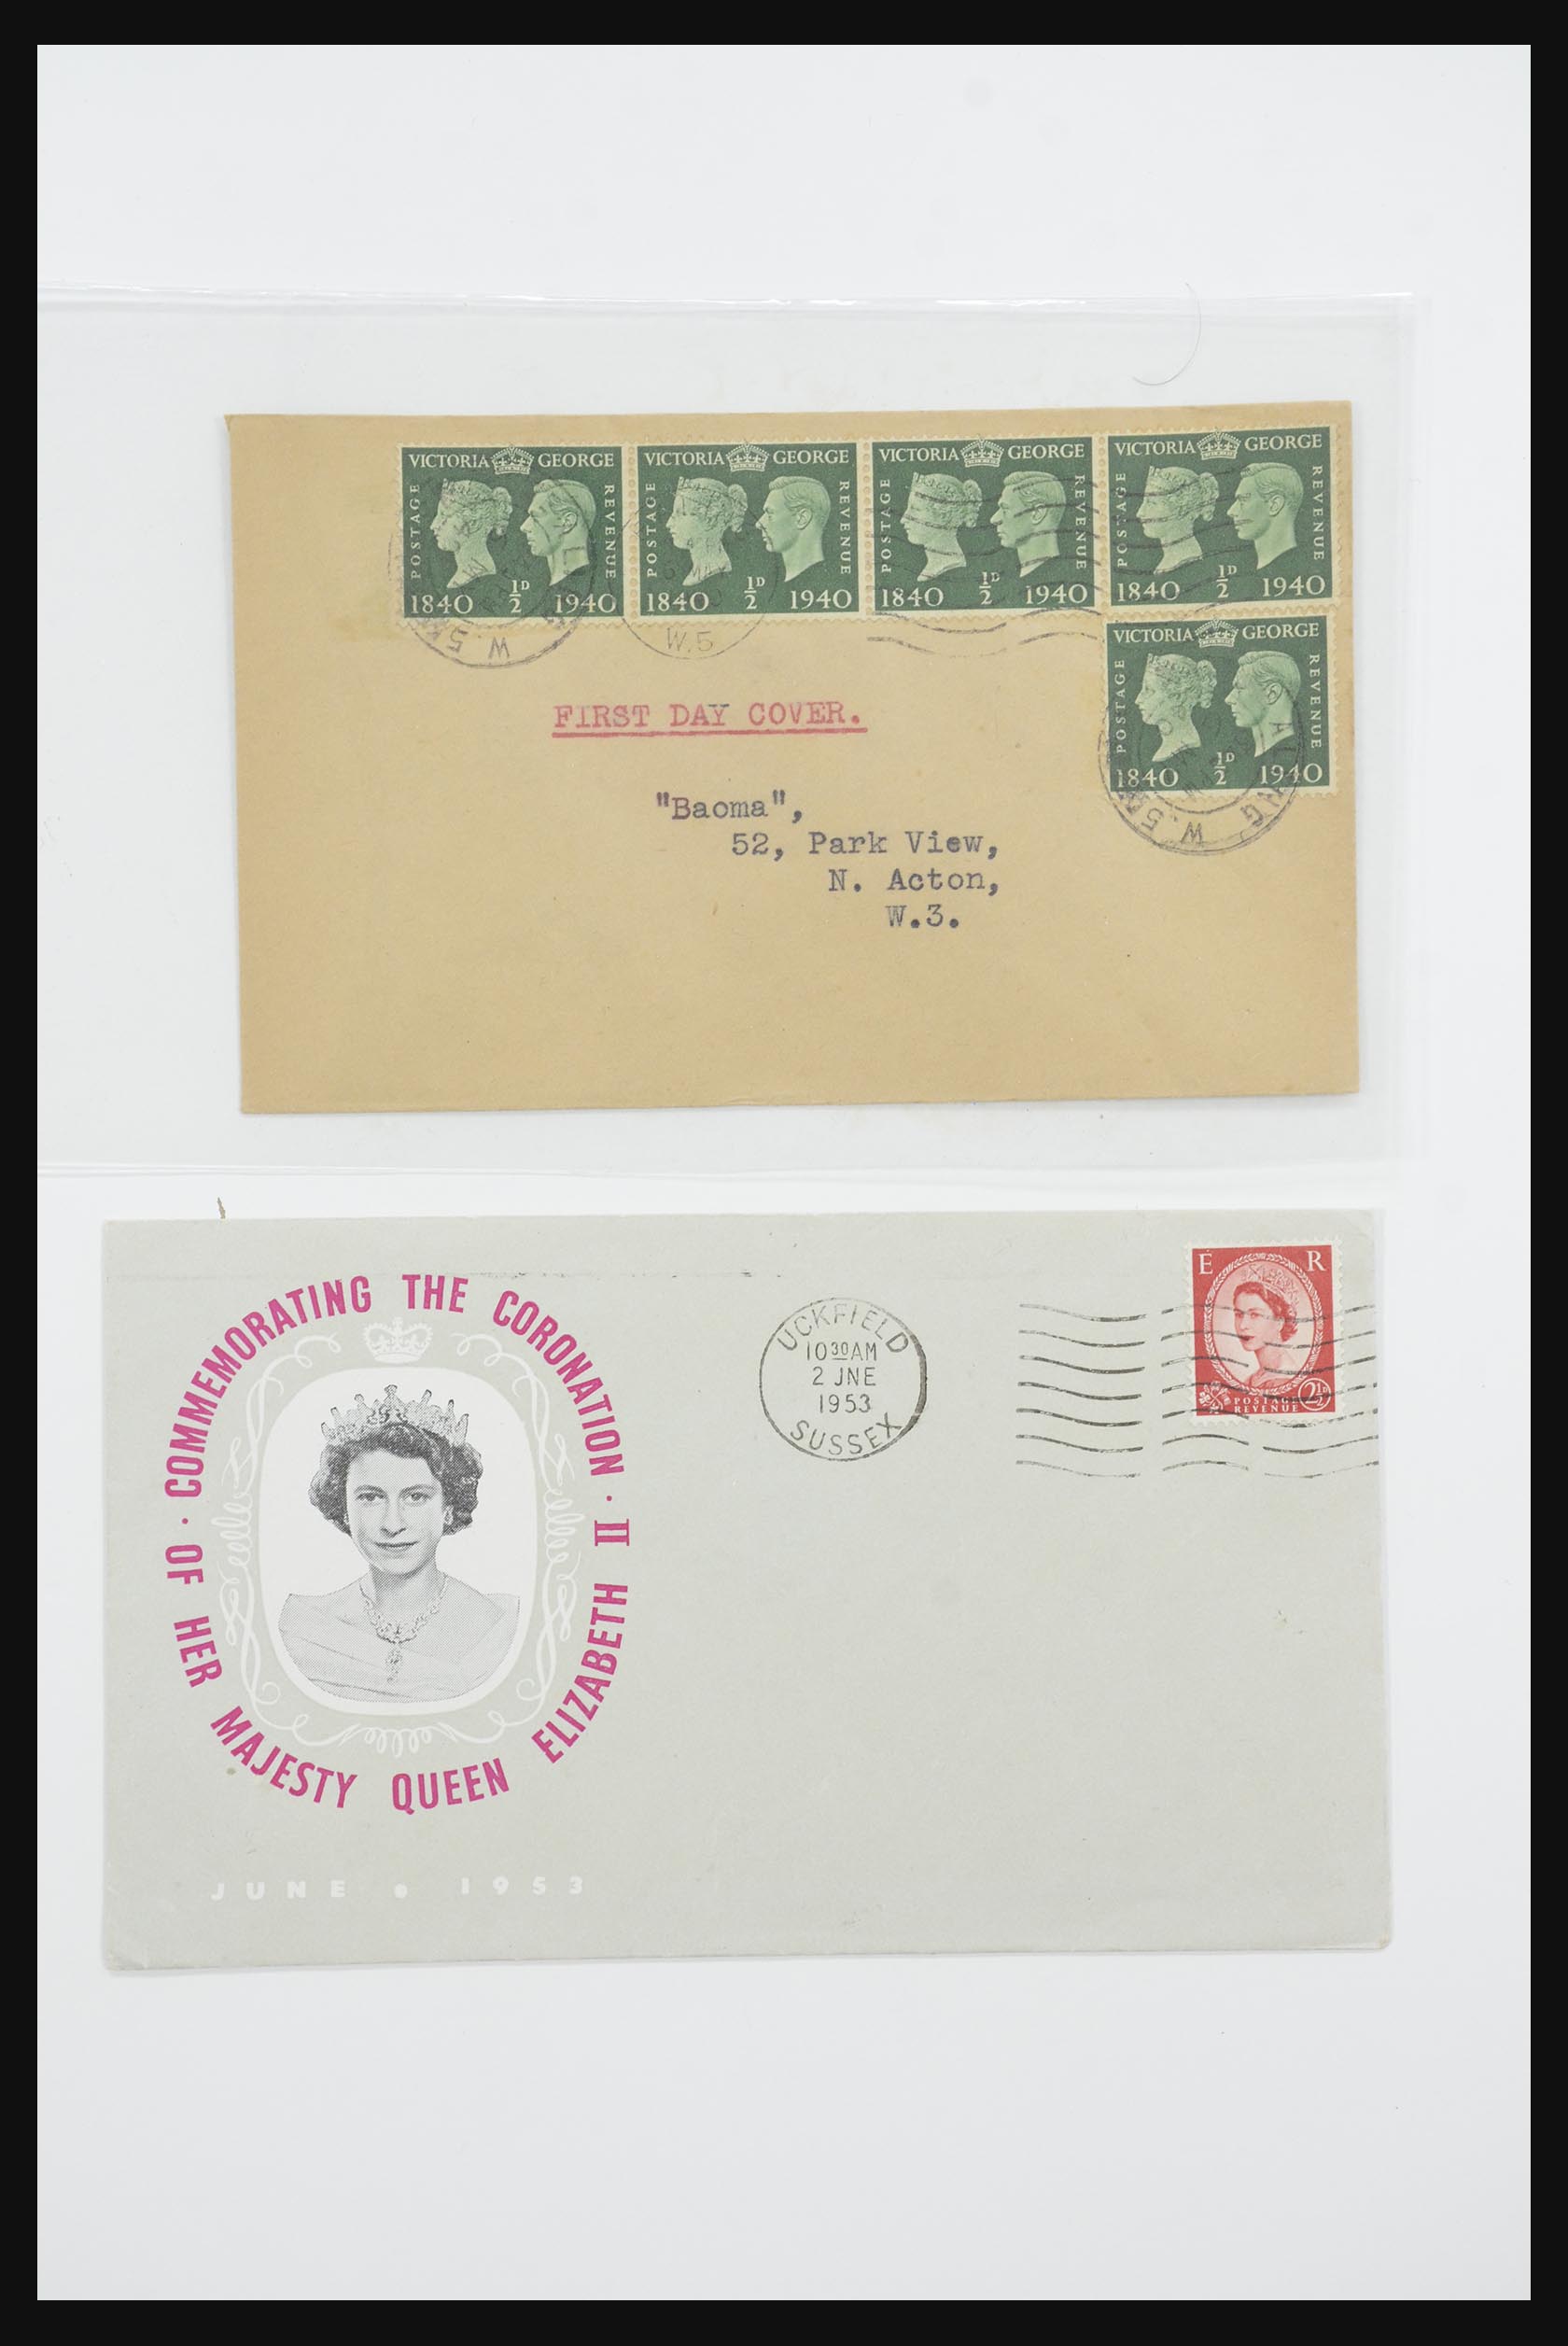 VICTORIA GEORGE
POSTAGE REVENUE
1840 ½D 1940
VICTORIA GEORGE
POSTAGE REVENUE
1840 ½D 1940
VICTORIA GEORGE
POSTAGE REVENUE
1840 ½D 1940
VICTORIA GEORGE
POSTAGE REVENUE
1840 ½D 1940
W.5
W.5
VICTORIA GEORGE
POSTAGE REVENUE
1840 ½D 1940
EALING
W.5
FIRST DAY COVER.
"Baoma",
52, Park View,
N. Acton,
W.3.
COMMEMORATING THE CORONATION · II
· OF HER MAJESTY QUEEN ELIZABETH
JUNE • 1953
UCKFIELD
10 30 AM
2 JNE
1953
SUSSEX
E R
POSTAGE 2½D
REVENUE